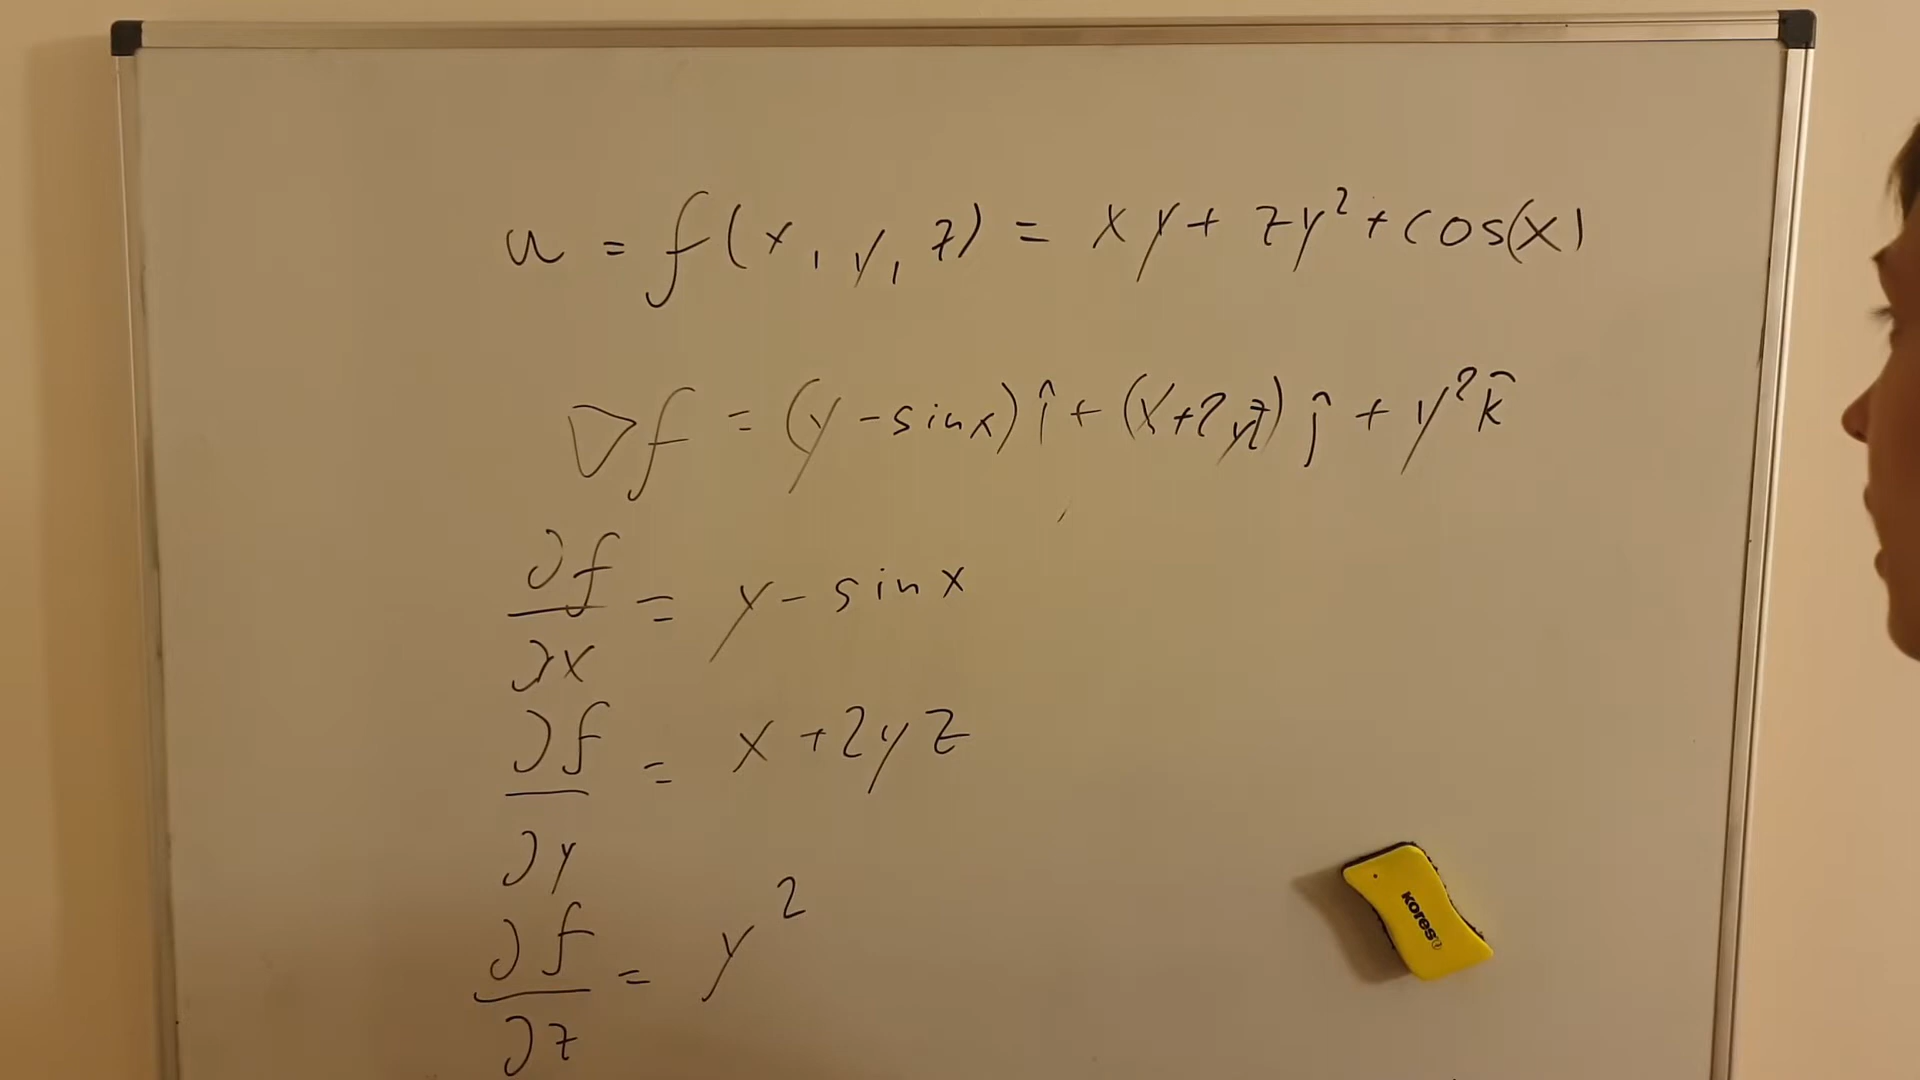 u = f(x, y, z) = xy + zy² + cos(x)
∇f = (y - sin x) î + (x + 2yz) ĵ + y² k̂
∂f/∂x = y - sin x
∂f/∂y = x + 2yz
∂f/∂z = y²
kores